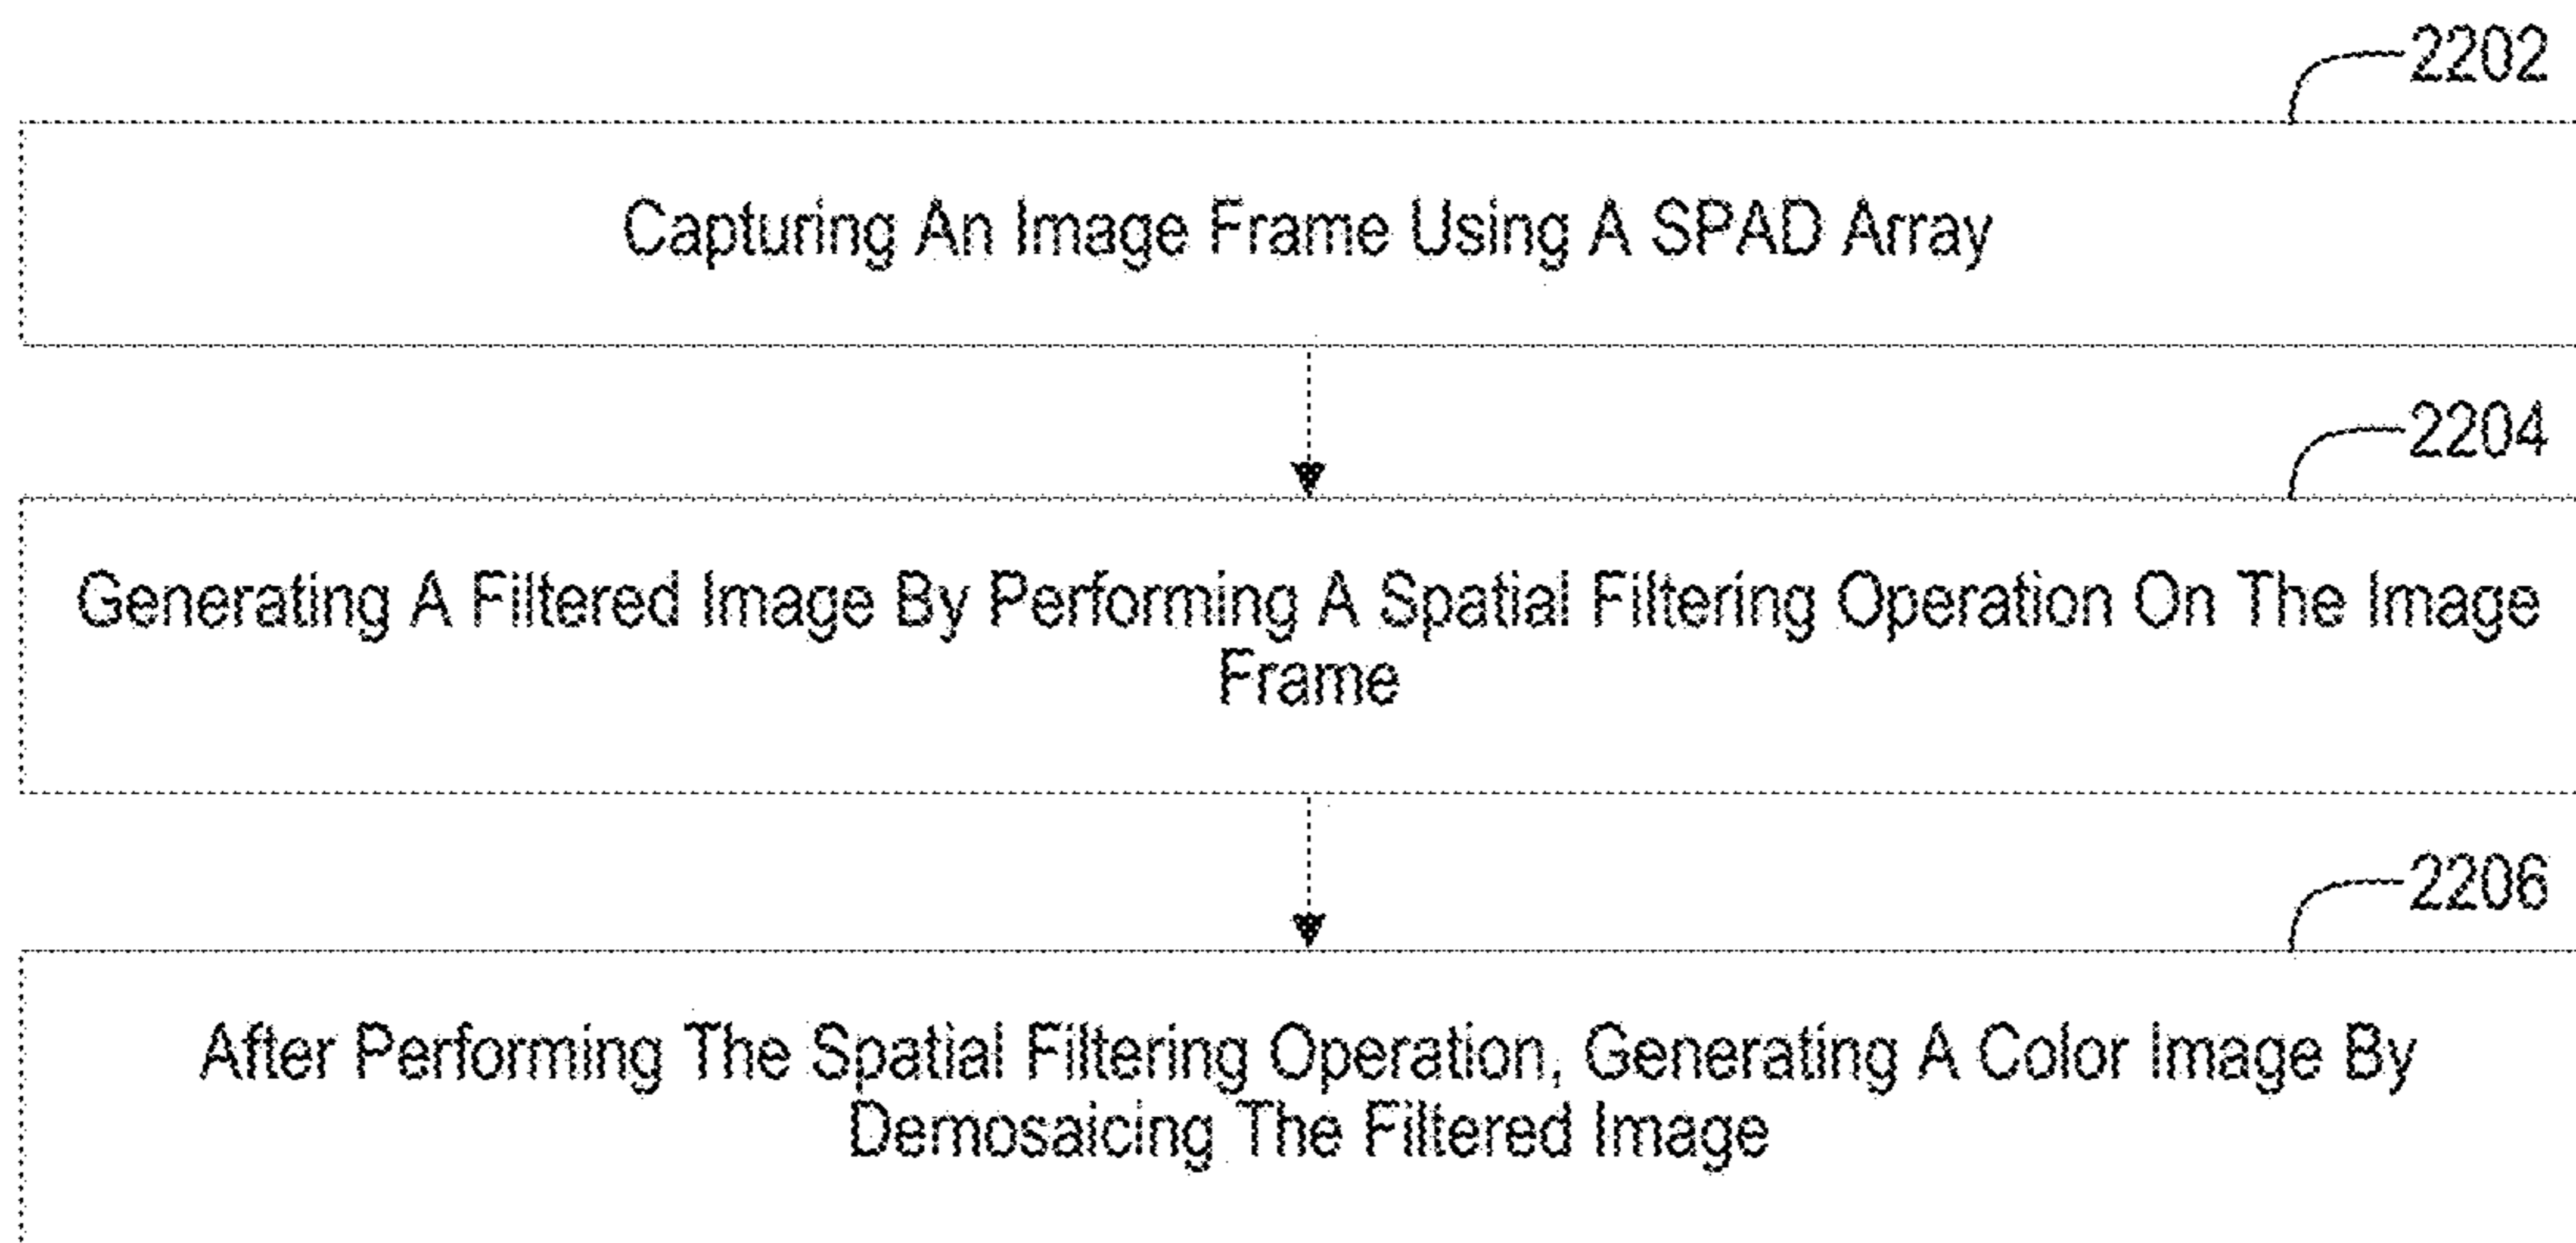 2202
Capturing An Image Frame Using A SPAD Array
2204
Generating A Filtered Image By Performing A Spatial Filtering Operation On The Image
Frame
2206
After Performing The Spatial Filtering Operation, Generating A Color Image By
Demosaicing The Filtered Image